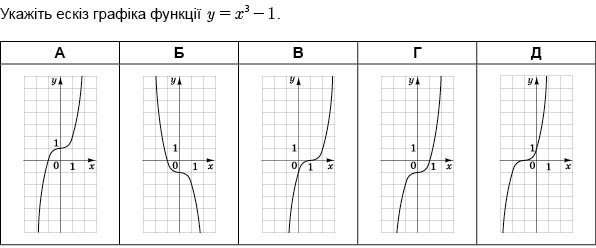 Укажіть ескіз графіка функції y = x³ − 1.
А Б В Г Д
y y y y y
1 1 1 1 1
0 1 x 0 1 x 0 1 x 0 1 x 0 1 x